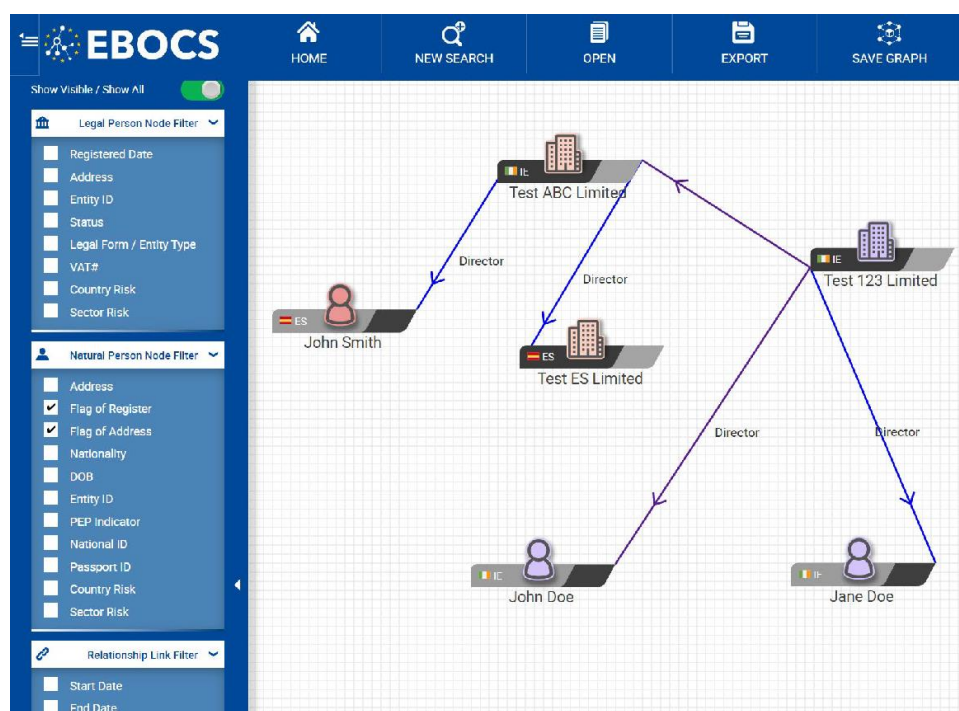 EBOCS
HOME
NEW SEARCH
OPEN
EXPORT
SAVE GRAPH
Show Visible / Show All
Legal Person Node Filter
Registered Date
Address
Entity ID
Status
Legal Form / Entity Type
VAT#
Country Risk
Sector Risk
Natural Person Node Filter
Address
Flag of Register
Flag of Address
Nationality
DOB
Entity ID
PEP Indicator
National ID
Passport ID
Country Risk
Sector Risk
Relationship Link Filter
Start Date
End Date
IE
Test ABC Limited
IE
Test 123 Limited
Director
Director
ES
John Smith
ES
Test ES Limited
Director
Director
IE
John Doe
IE
Jane Doe